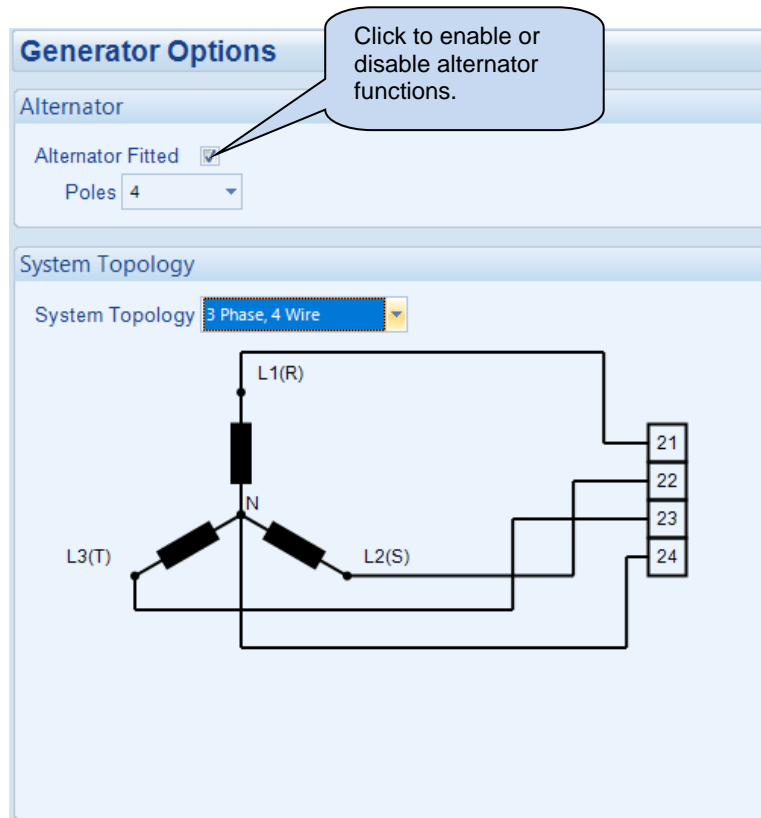 Generator Options
Click to enable or
disable alternator
functions.
Alternator
Alternator Fitted
Poles 4
System Topology
System Topology 3 Phase, 4 Wire
L1(R)
21
22
N
23
L3(T)
L2(S)
24